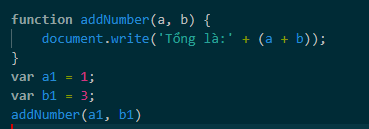 function addNumber(a, b) {
    document.write('Tổng là:' + (a + b));
}
var a1 = 1;
var b1 = 3;
addNumber(a1, b1)